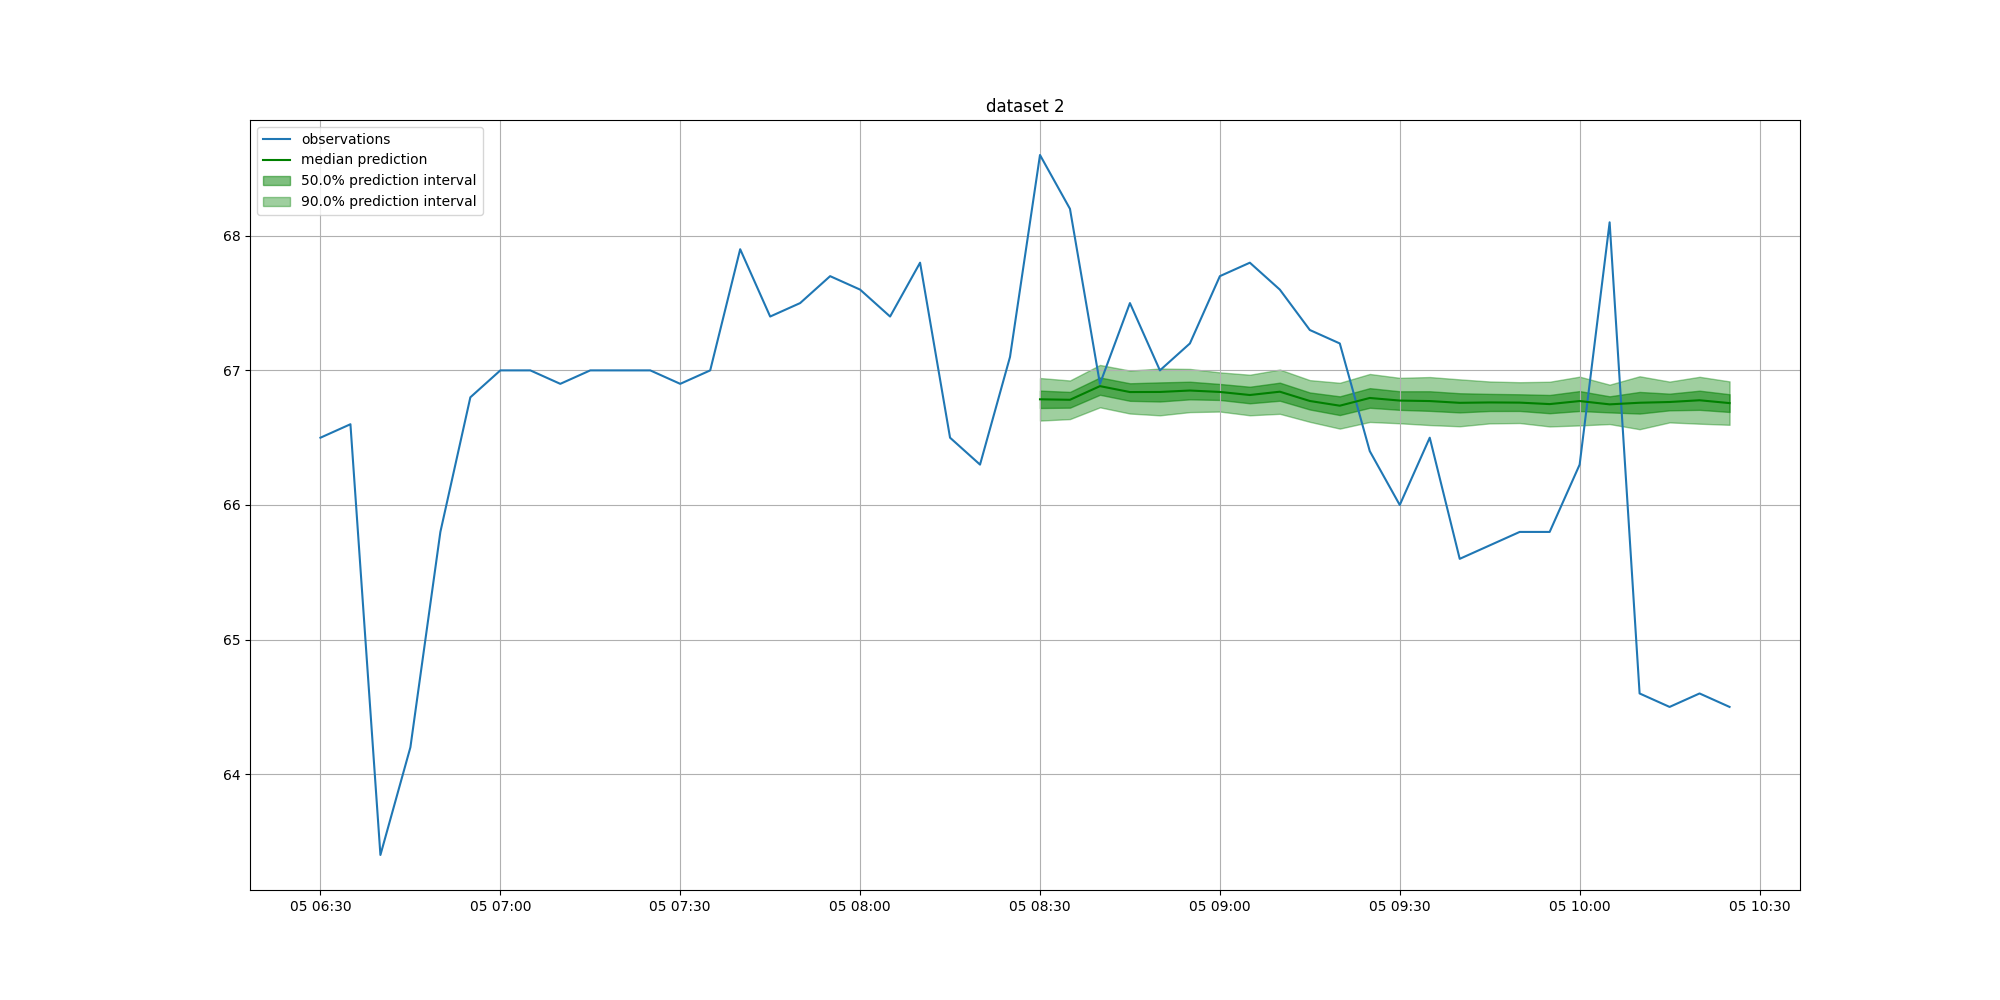 dataset 2
observations
median prediction
50.0% prediction interval
90.0% prediction interval
68
67
66
65
64
05 06:30 05 07:00 05 07:30 05 08:00 05 08:30 05 09:00 05 09:30 05 10:00 05 10:30